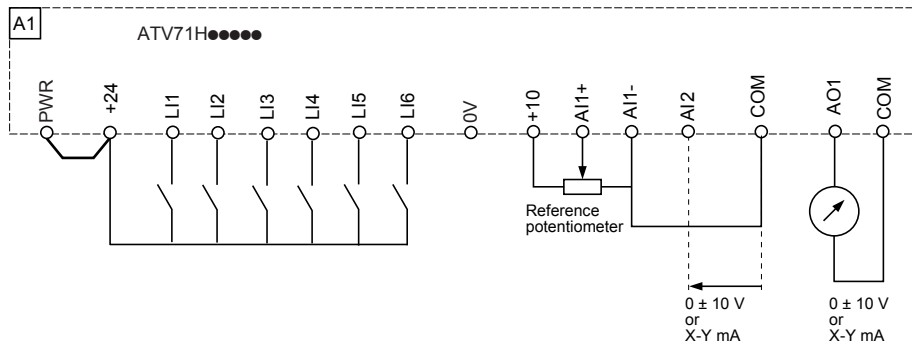 A1
ATV71H●●●●●
PWR
+24
LI1
LI2
LI3
LI4
LI5
LI6
0V
+10
AI1+
AI1-
AI2
COM
AO1
COM
Reference
potentiometer
0 ± 10 V
or
X-Y mA
0 ± 10 V
or
X-Y mA